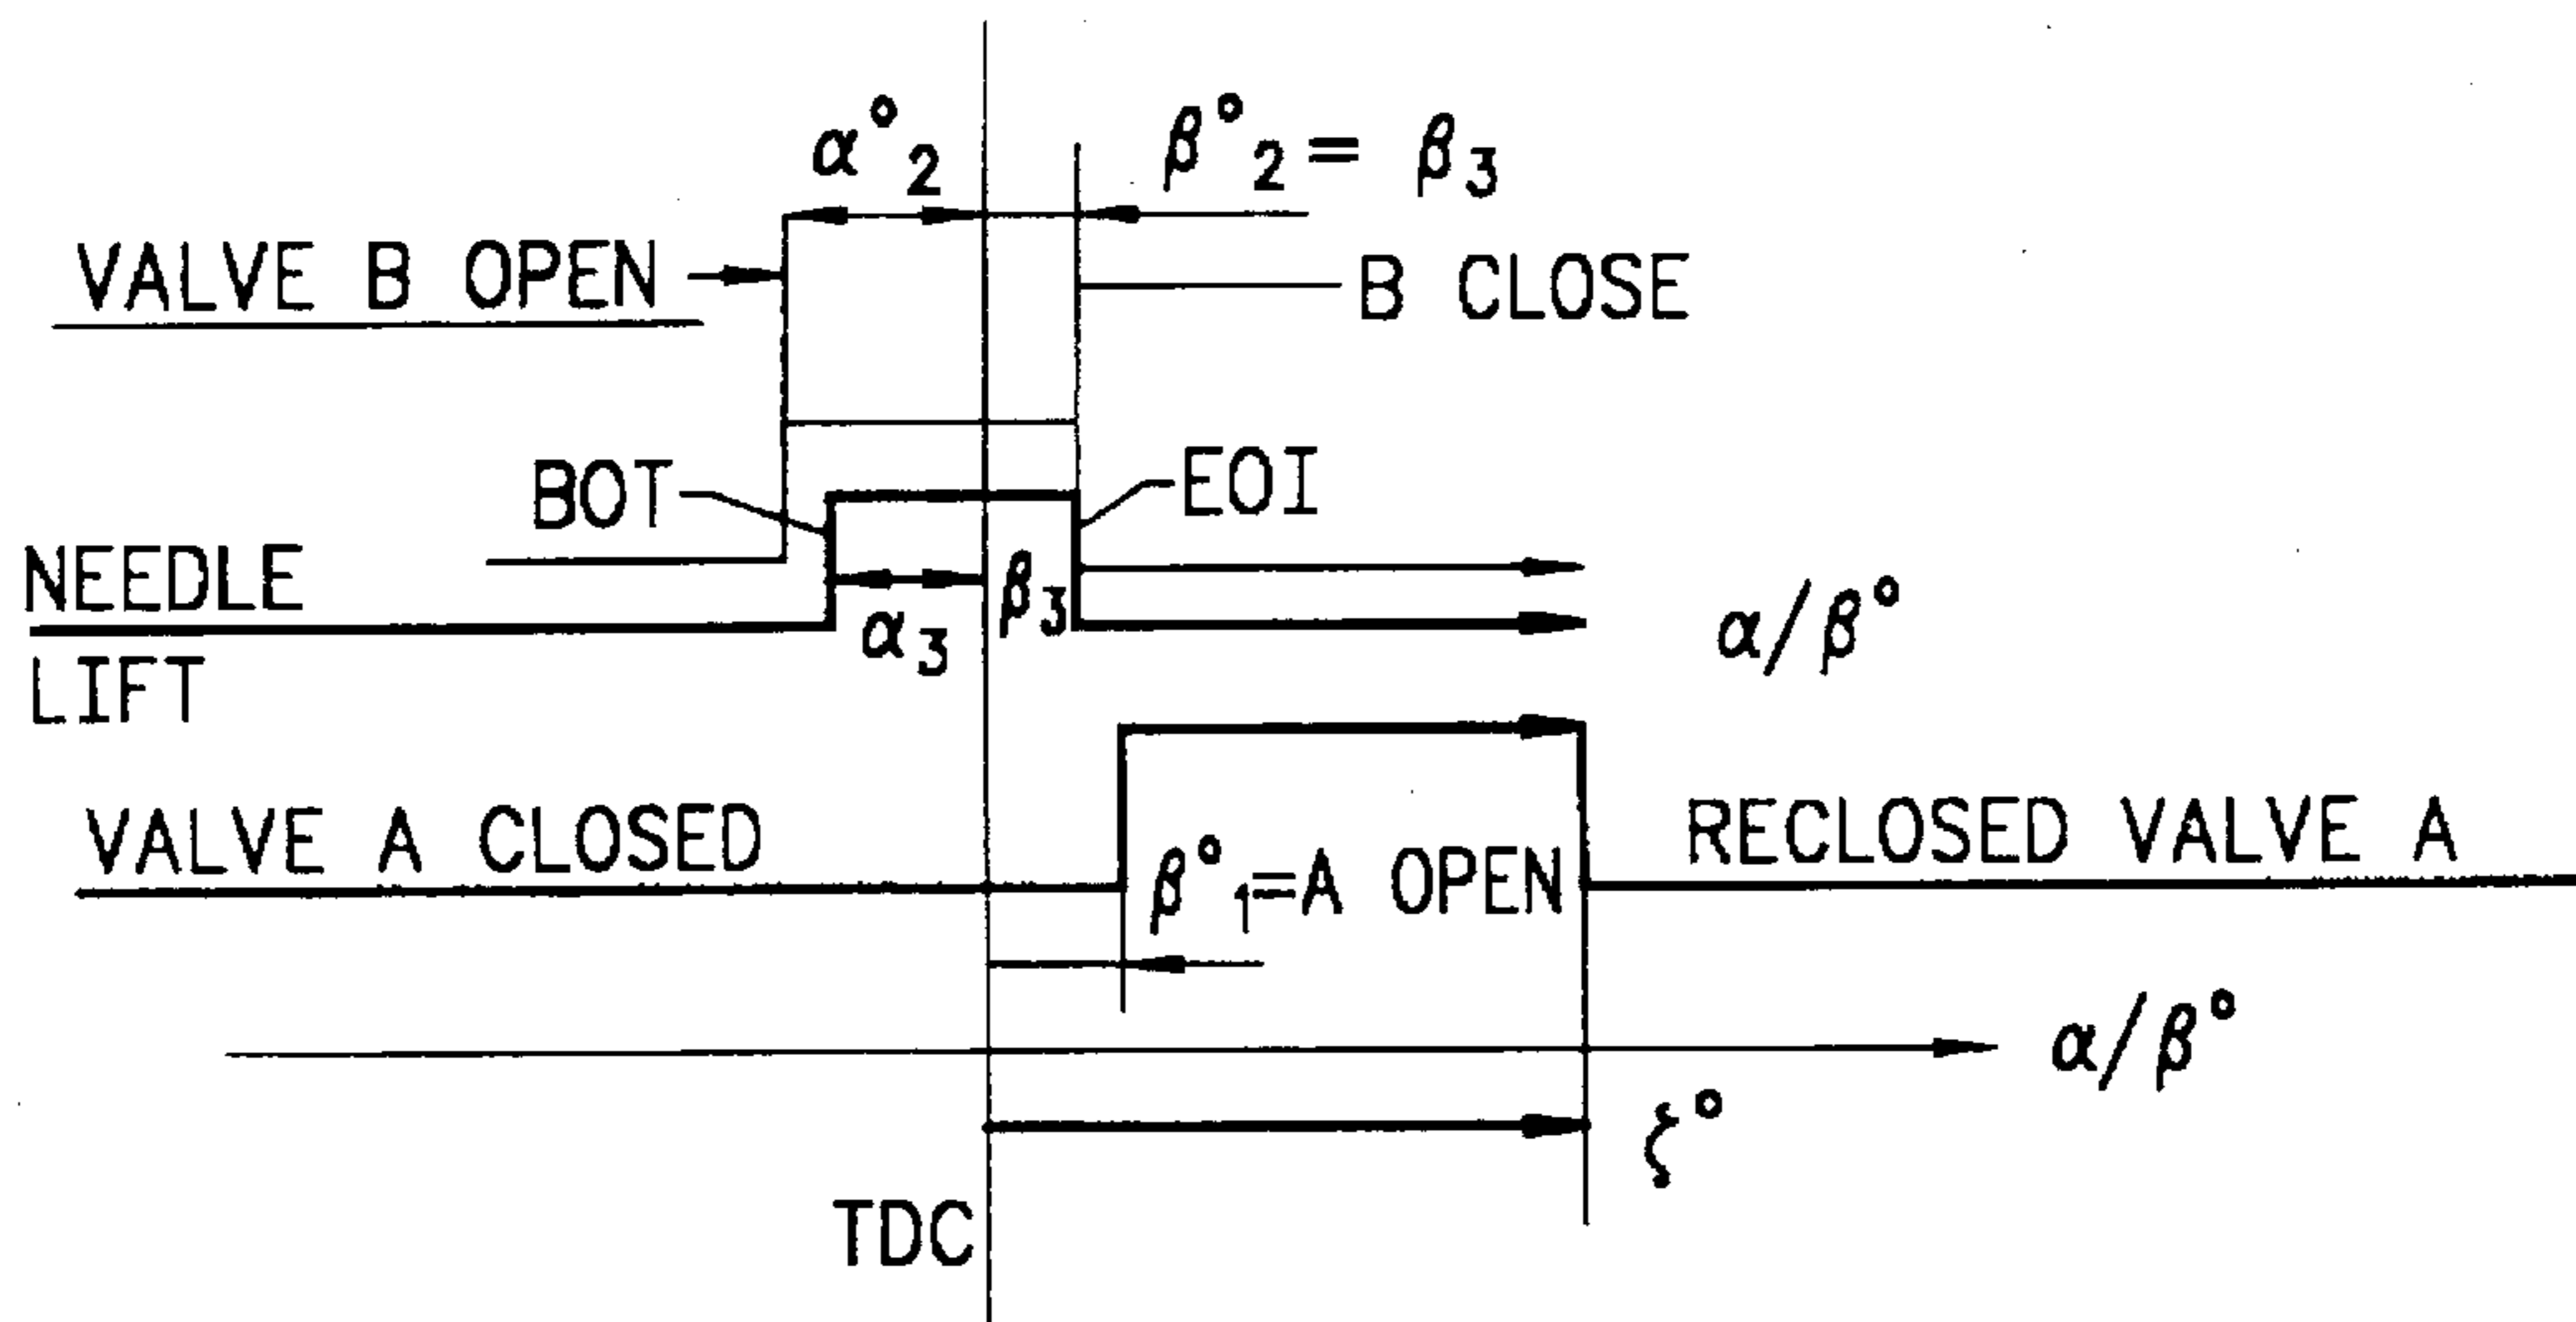 α°₂ β°₂= β₃
VALVE B OPEN
B CLOSE
BOT EOI
NEEDLE
LIFT
α₃ β₃
α/β°
VALVE A CLOSED
β°₁=A OPEN
RECLOSED VALVE A
α/β°
ζ°
TDC